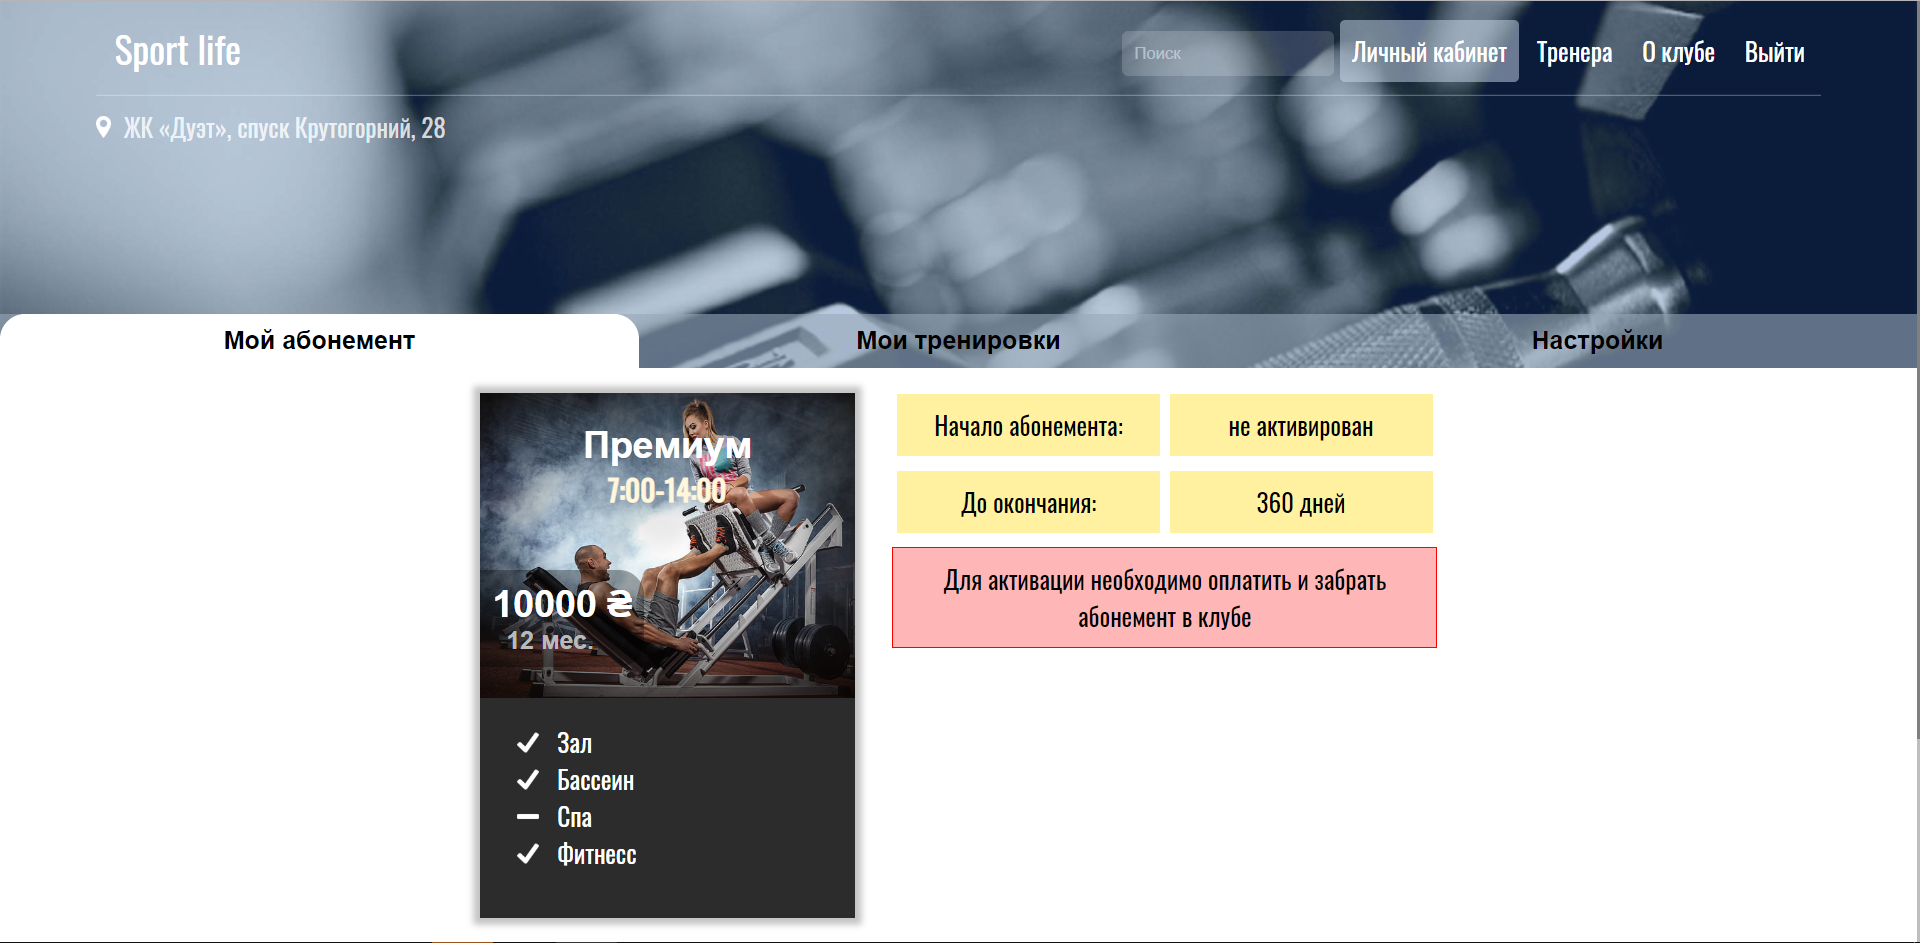 Sport life
Поиск
Личный кабинет
Тренера
О клубе
Выйти
ЖК «Дуэт», спуск Крутогорний, 28
Мой абонемент
Мои тренировки
Настройки
Премиум
7:00-14:00
10000 ₴
12 мес.
Зал
Бассеин
Спа
Фитнесс
Начало абонемента:
не активирован
До окончания:
360 дней
Для активации необходимо оплатить и забрать
абонемент в клубе